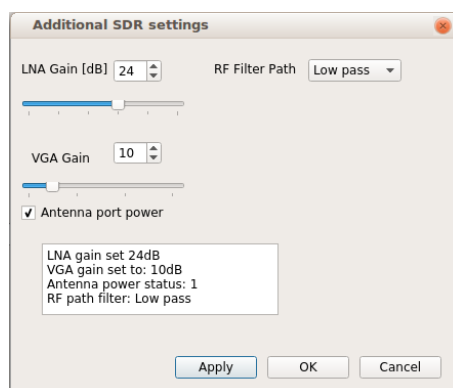 Additional SDR settings
LNA Gain [dB] 24 RF Filter Path Low pass
VGA Gain 10
Antenna port power
LNA gain set 24dB
VGA gain set to: 10dB
Antenna power status: 1
RF path filter: Low pass
Apply OK Cancel